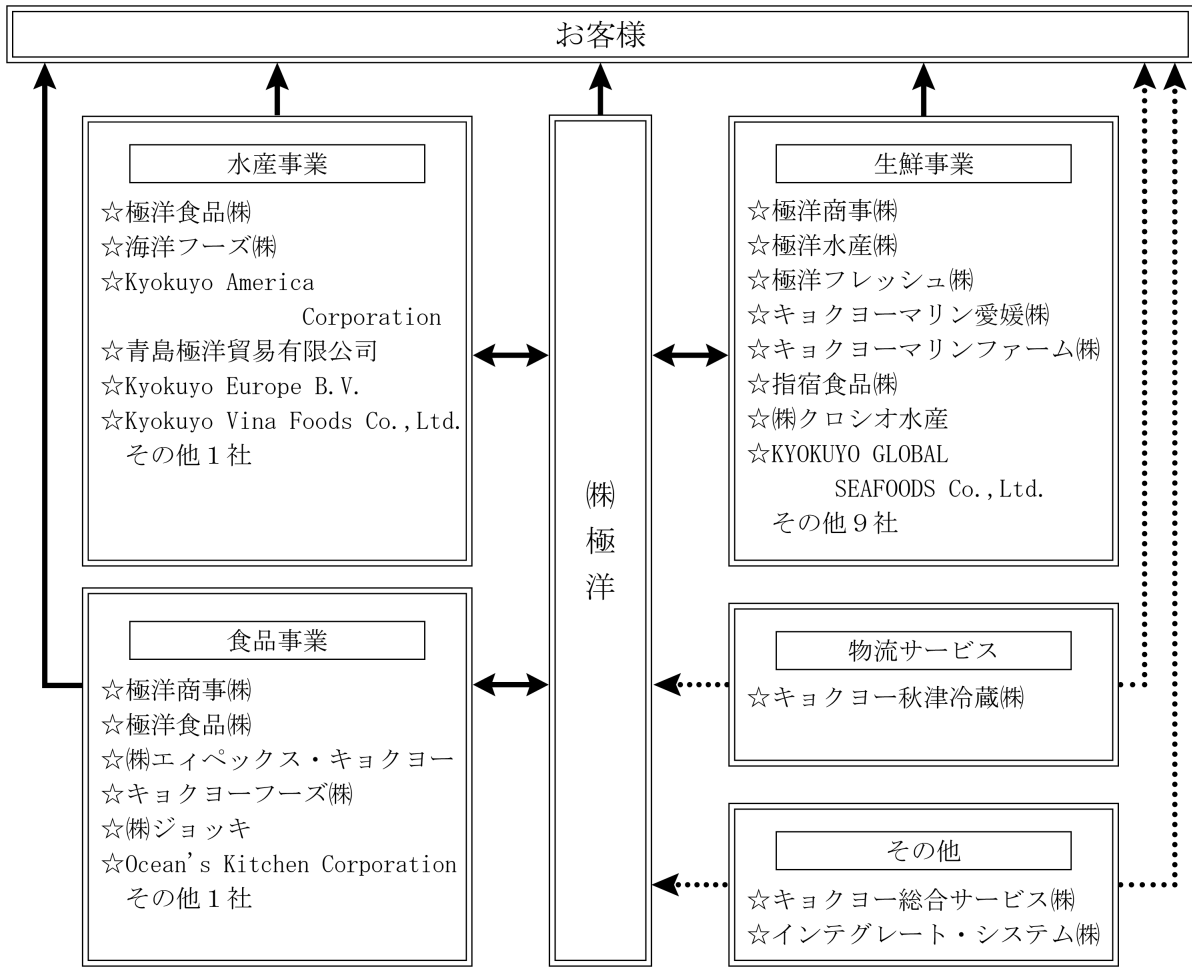 お客様
水産事業
☆極洋食品㈱
☆海洋フーズ㈱
☆Kyokuyo America
Corporation
☆青島極洋貿易有限公司
☆Kyokuyo Europe B.V.
☆Kyokuyo Vina Foods Co.,Ltd.
その他１社
食品事業
☆極洋商事㈱
☆極洋食品㈱
☆㈱エィペックス・キョクヨー
☆キョクヨーフーズ㈱
☆㈱ジョッキ
☆Ocean's Kitchen Corporation
その他１社
㈱極洋
生鮮事業
☆極洋商事㈱
☆極洋水産㈱
☆極洋フレッシュ㈱
☆キョクヨーマリン愛媛㈱
☆キョクヨーマリンファーム㈱
☆指宿食品㈱
☆㈱クロシオ水産
☆KYOKUYO GLOBAL
SEAFOODS Co.,Ltd.
その他９社
物流サービス
☆キョクヨー秋津冷蔵㈱
その他
☆キョクヨー総合サービス㈱
☆インテグレート・システム㈱